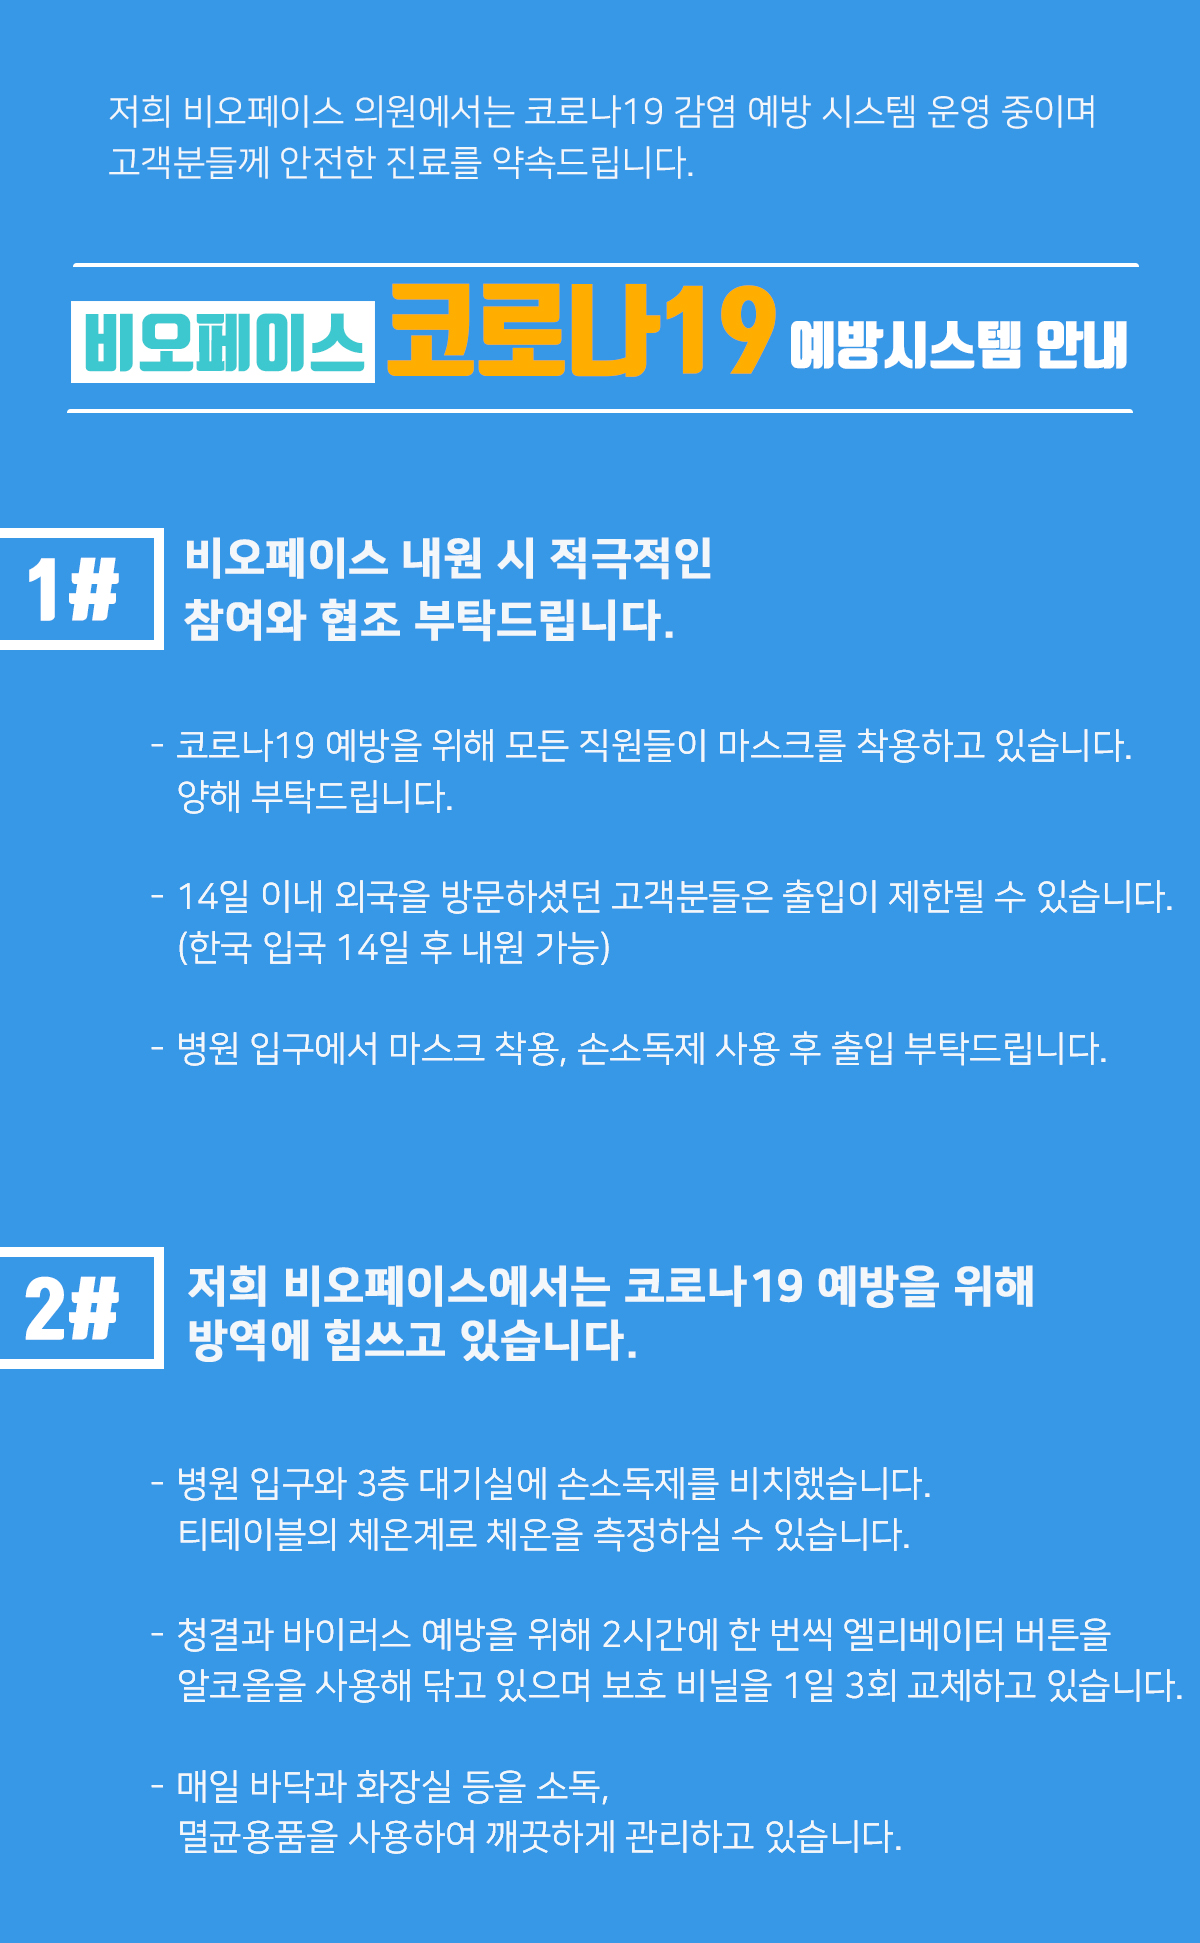 저희 비오페이스 의원에서는 코로나19 감염 예방 시스템 운영 중이며
고객분들께 안전한 진료를 약속드립니다.
비오페이스 코로나19 예방시스템 안내
1# 비오페이스 내원 시 적극적인
참여와 협조 부탁드립니다.
- 코로나19 예방을 위해 모든 직원들이 마스크를 착용하고 있습니다.
양해 부탁드립니다.
- 14일 이내 외국을 방문하셨던 고객분들은 출입이 제한될 수 있습니다.
(한국 입국 14일 후 내원 가능)
- 병원 입구에서 마스크 착용, 손소독제 사용 후 출입 부탁드립니다.
2# 저희 비오페이스에서는 코로나19 예방을 위해
방역에 힘쓰고 있습니다.
- 병원 입구와 3층 대기실에 손소독제를 비치했습니다.
티테이블의 체온계로 체온을 측정하실 수 있습니다.
- 청결과 바이러스 예방을 위해 2시간에 한 번씩 엘리베이터 버튼을
알코올을 사용해 닦고 있으며 보호 비닐을 1일 3회 교체하고 있습니다.
- 매일 바닥과 화장실 등을 소독,
멸균용품을 사용하여 깨끗하게 관리하고 있습니다.